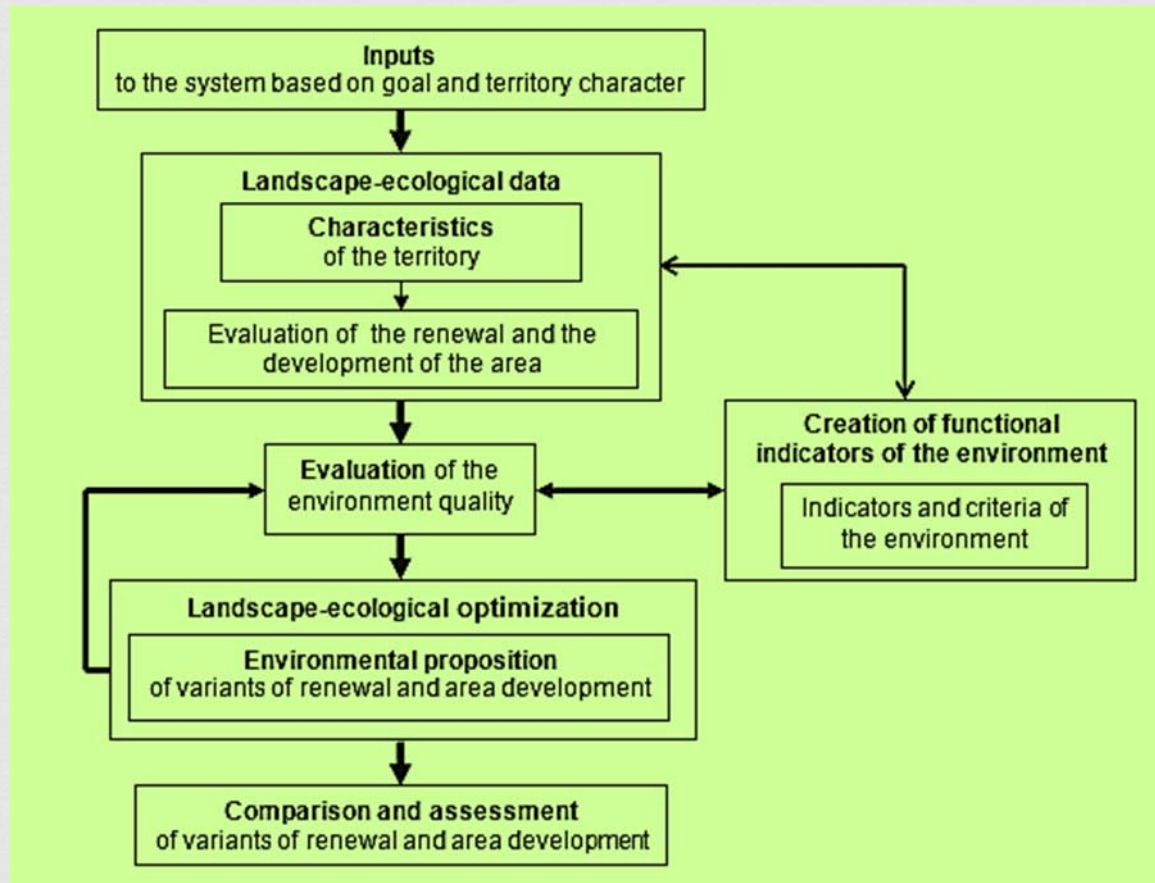 Inputs
to the system based on goal and territory character
Landscape-ecological data
Characteristics
of the territory
Evaluation of the renewal and the
development of the area
Evaluation of the
environment quality
Creation of functional
indicators of the environment
Indicators and criteria of
the environment
Landscape-ecological optimization
Environmental proposition
of variants of renewal and area development
Comparison and assessment
of variants of renewal and area development